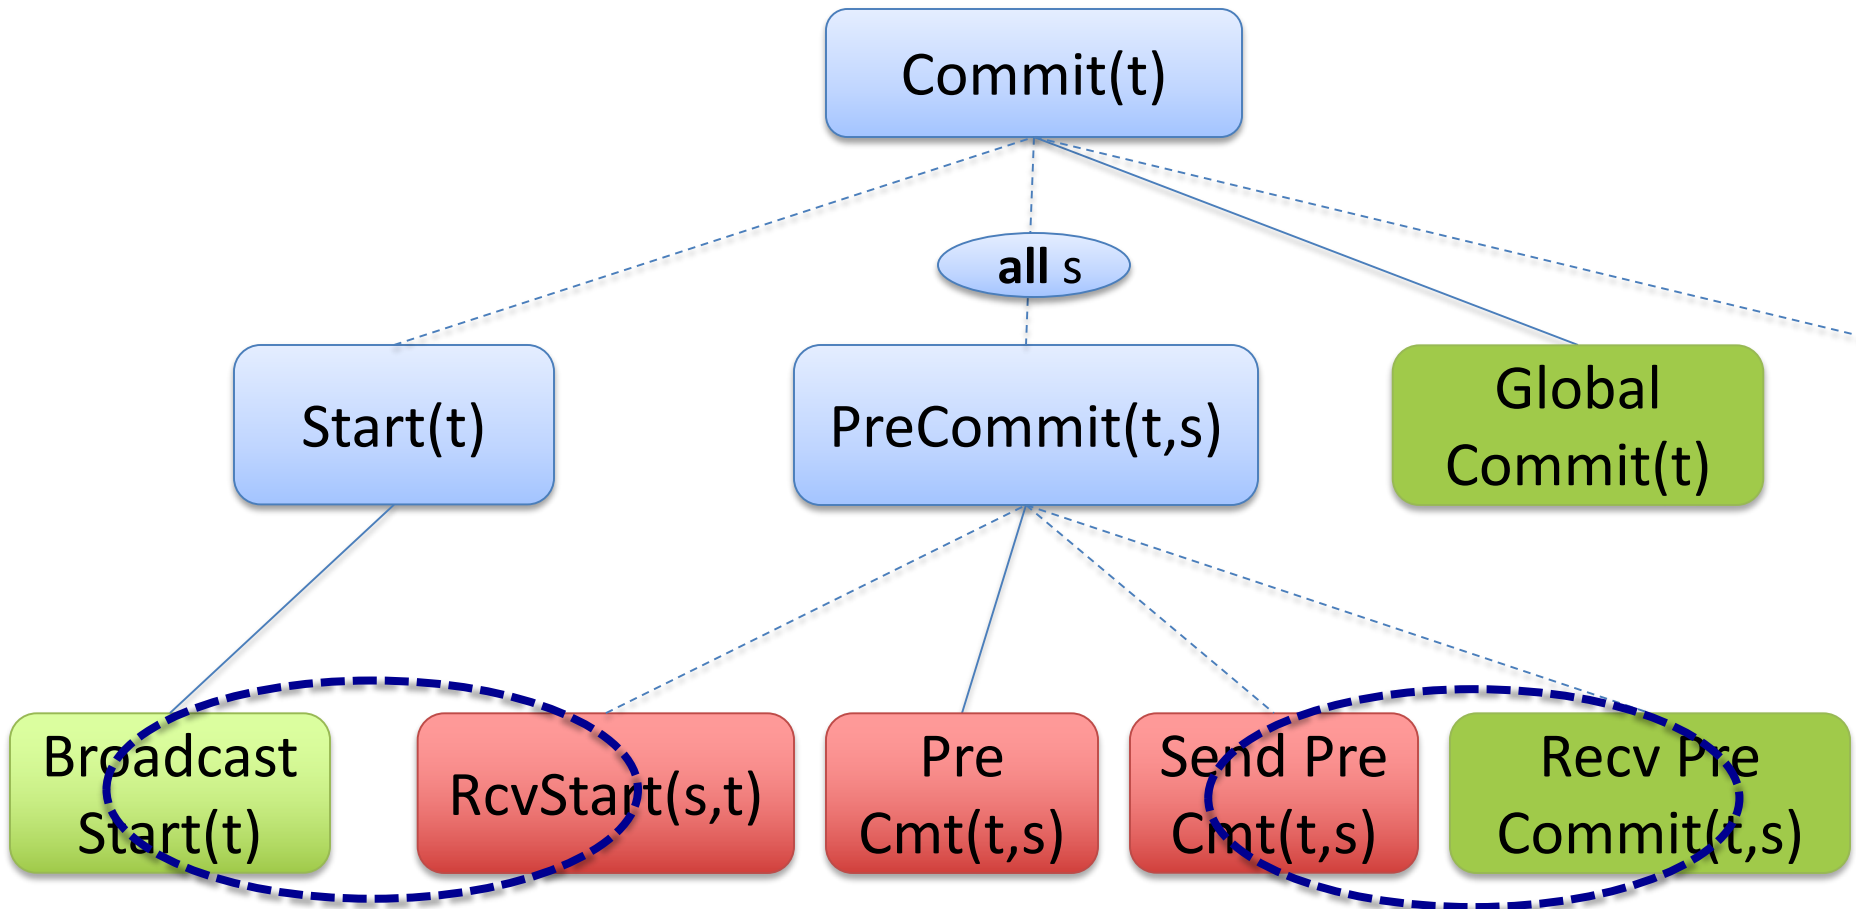 Commit(t)
all s
Start(t)
PreCommit(t,s)
Global
Commit(t)
Broadcast
Start(t)
RcvStart(s,t)
Pre
Cmt(t,s)
Send Pre
Cmt(t,s)
Recv Pre
Commit(t,s)